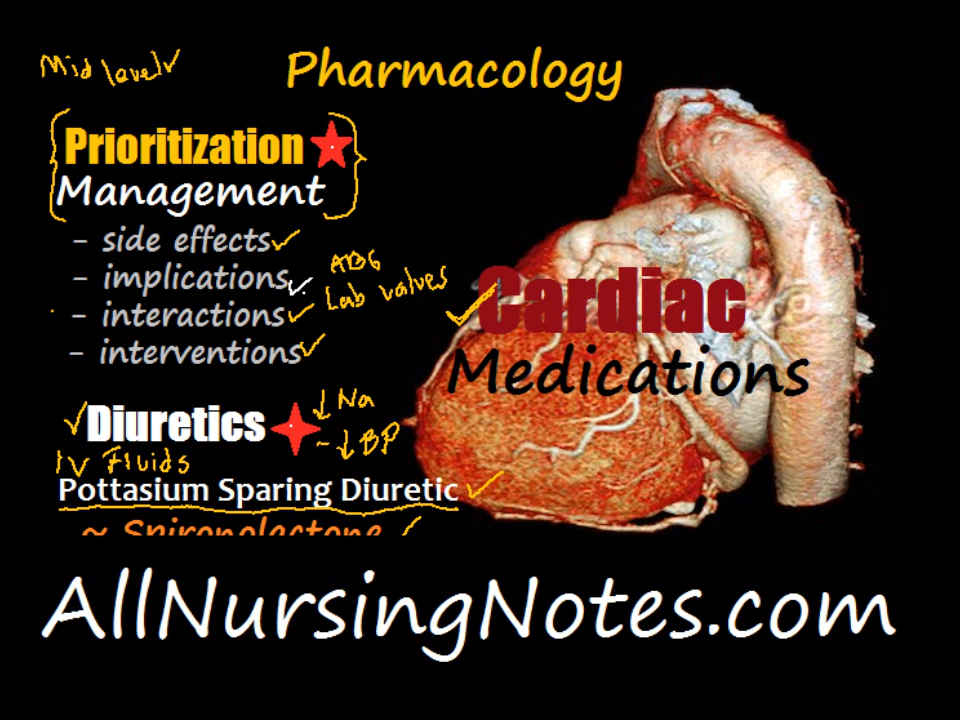 Mid level
Pharmacology
Prioritization
Management
- side effects
- implications
ABG
Lab values
- interactions
- interventions
Cardiac
Medications
Diuretics
↓ Na
- ↓ BP
IV Fluids
Pottasium Sparing Diuretic
~ Spironolactone
AllNursingNotes.com